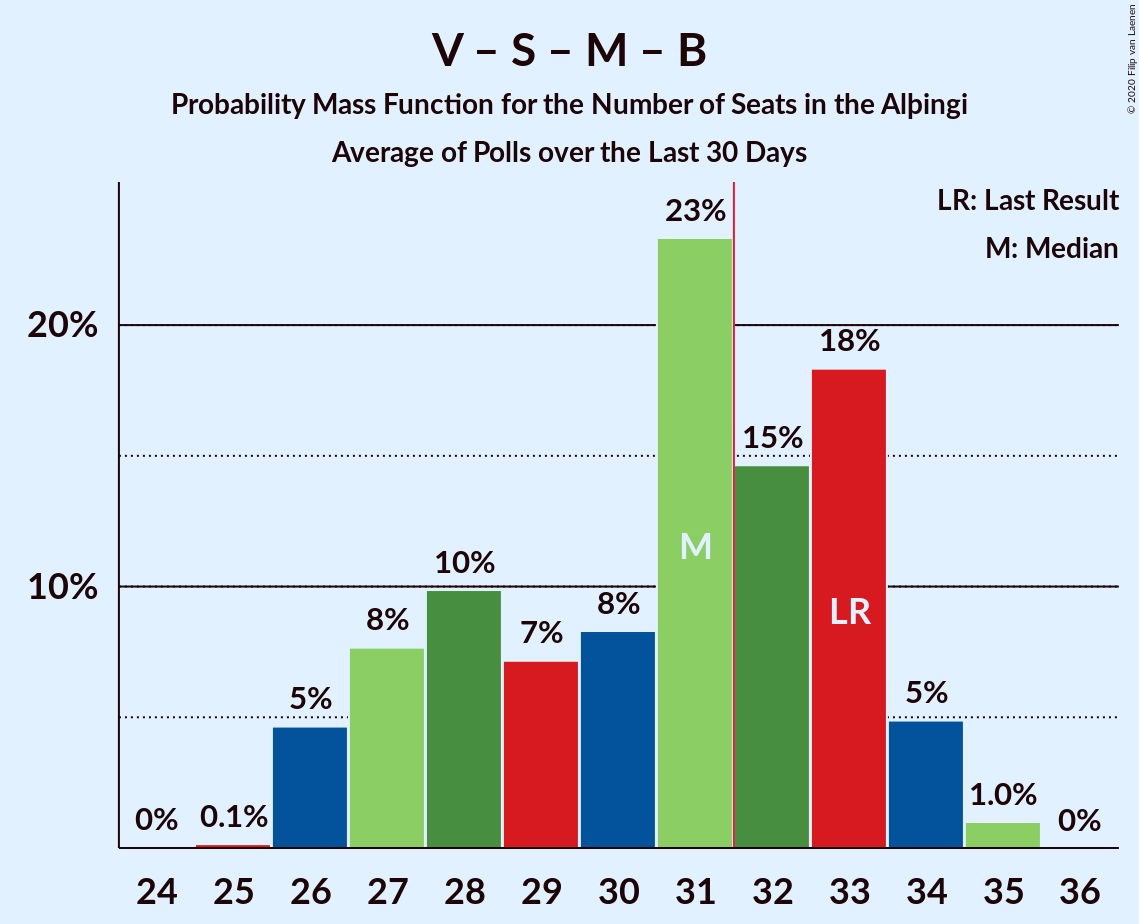 V – S – M – B
Probability Mass Function for the Number of Seats in the Alþingi
Average of Polls over the Last 30 Days
© 2020 Filip van Laenen
LR: Last Result
M: Median
20%
10%
0%
0.1%
5%
8%
10%
7%
8%
23%
15%
18%
5%
1.0%
0%
M
LR
24 25 26 27 28 29 30 31 32 33 34 35 36